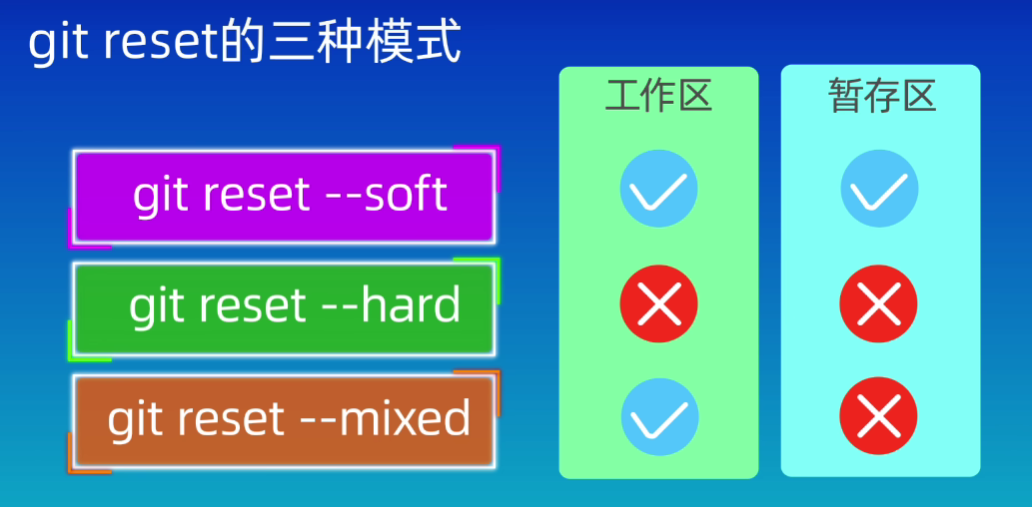 git reset的三种模式
工作区
暂存区
git reset --soft
git reset --hard
git reset --mixed